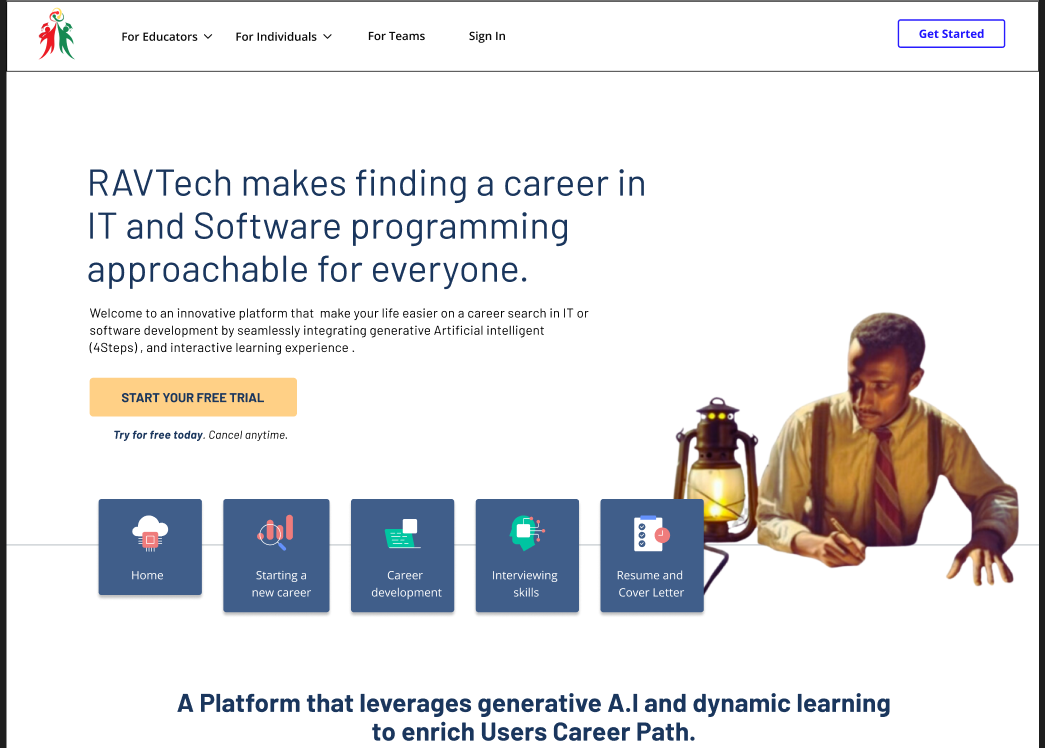 For Educators
For Individuals
For Teams
Sign In
Get Started
RAVTech makes finding a career in
IT and Software programming
approachable for everyone.
Welcome to an innovative platform that  make your life easier on a career search in IT or
software development by seamlessly integrating generative Artificial intelligent
(4Steps) , and interactive learning experience .
START YOUR FREE TRIAL
Try for free today. Cancel anytime.
Home
Starting a
new career
Career
development
Interviewing
skills
Resume and
Cover Letter
A Platform that leverages generative A.I and dynamic learning
to enrich Users Career Path.